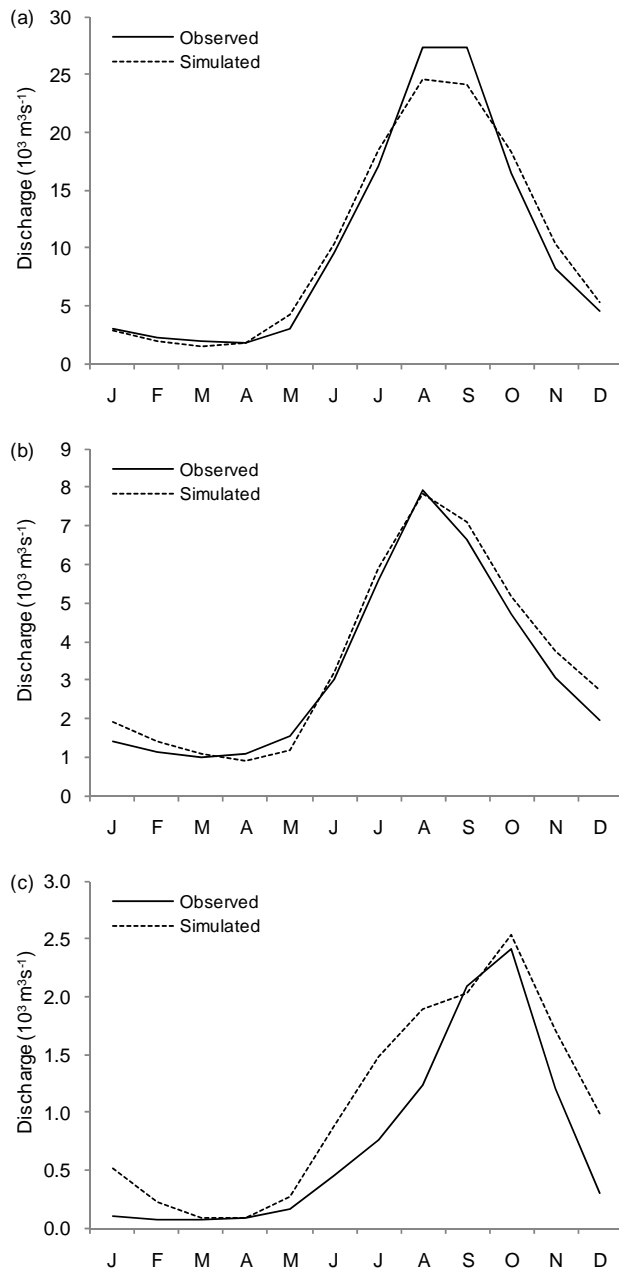 (a)
30
25
20
15
10
5
0
Discharge (10³ m³s⁻¹)
Observed
Simulated
J F M A M J J A S O N D
(b)
9
8
7
6
5
4
3
2
1
0
Discharge (10³ m³s⁻¹)
Observed
Simulated
J F M A M J J A S O N D
(c)
3.0
2.5
2.0
1.5
1.0
0.5
0.0
Discharge (10³ m³s⁻¹)
Observed
Simulated
J F M A M J J A S O N D